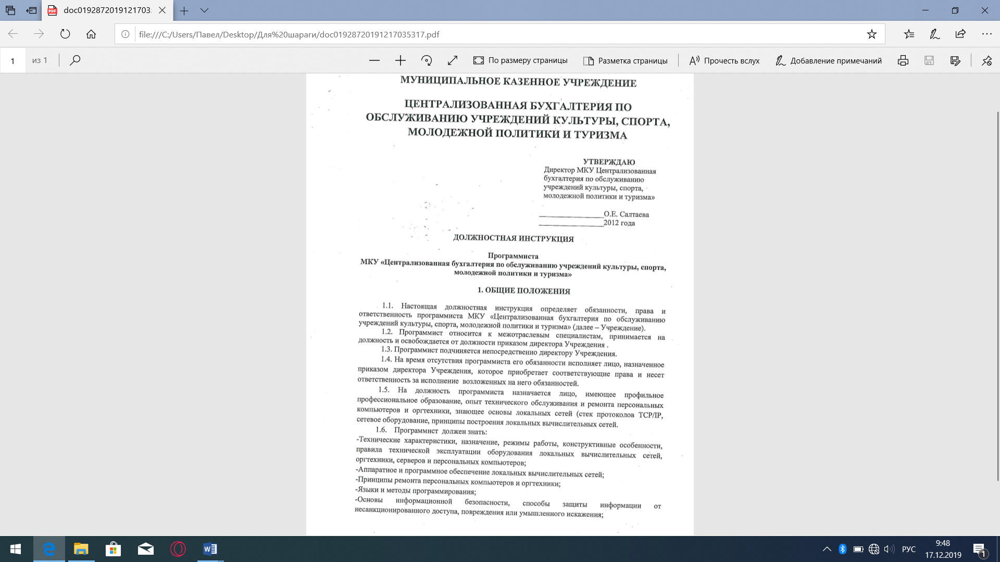 doc0192872019121703
file:///C:/Users/Павел/Desktop/Для%20шараги/doc01928720191217035317.pdf
1 из 1
По размеру страницы
Разметка страницы
Прочесть вслух
Добавление примечаний
МУНИЦИПАЛЬНОЕ КАЗЕННОЕ УЧРЕЖДЕНИЕ
ЦЕНТРАЛИЗОВАННАЯ БУХГАЛТЕРИЯ ПО
ОБСЛУЖИВАНИЮ УЧРЕЖДЕНИЙ КУЛЬТУРЫ, СПОРТА,
МОЛОДЕЖНОЙ ПОЛИТИКИ И ТУРИЗМА
УТВЕРЖДАЮ
Директор МКУ Централизованная
бухгалтерия по обслуживанию
учреждений культуры, спорта,
молодежной политики и туризма»
__________________О.Е. Салтаева
__________________2012 года
ДОЛЖНОСТНАЯ ИНСТРУКЦИЯ
Программиста
МКУ «Централизованная бухгалтерия по обслуживанию учреждений культуры, спорта,
молодежной политики и туризма»
1. ОБЩИЕ ПОЛОЖЕНИЯ
1.1. Настоящая должностная инструкция определяет обязанности, права и
ответственность программиста МКУ «Централизованная бухгалтерия по обслуживанию
учреждений культуры, спорта, молодежной политики и туризма» (далее – Учреждение).
1.2. Программист относится к межотраслевым специалистам, принимается на
должность и освобождается от должности приказом директора Учреждения .
1.3. Программист подчиняется непосредственно директору Учреждения.
1.4. На время отсутствия программиста его обязанности исполняет лицо, назначенное
приказом директора Учреждения, которое приобретает соответствующие права и несет
ответственность за исполнение возложенных на него обязанностей.
1.5. На должность программиста назначается лицо, имеющее профильное
профессиональное образование, опыт технического обслуживания и ремонта персональных
компьютеров и оргтехники, знающее основы локальных сетей (стек протоколов TCP/IP,
сетевое оборудование, принципы построения локальных вычислительных сетей.
1.6. Программист должен знать:
-Технические характеристики, назначение, режимы работы, конструктивные особенности,
правила технической эксплуатации оборудования локальных вычислительных сетей,
оргтехники, серверов и персональных компьютеров;
-Аппаратное и программное обеспечение локальных вычислительных сетей;
-Принципы ремонта персональных компьютеров и оргтехники;
-Языки и методы программирования;
-Основы информационной безопасности, способы защиты информации от
несанкционированного доступа, повреждения или умышленного искажения;
РУС
9:48
17.12.2019
1